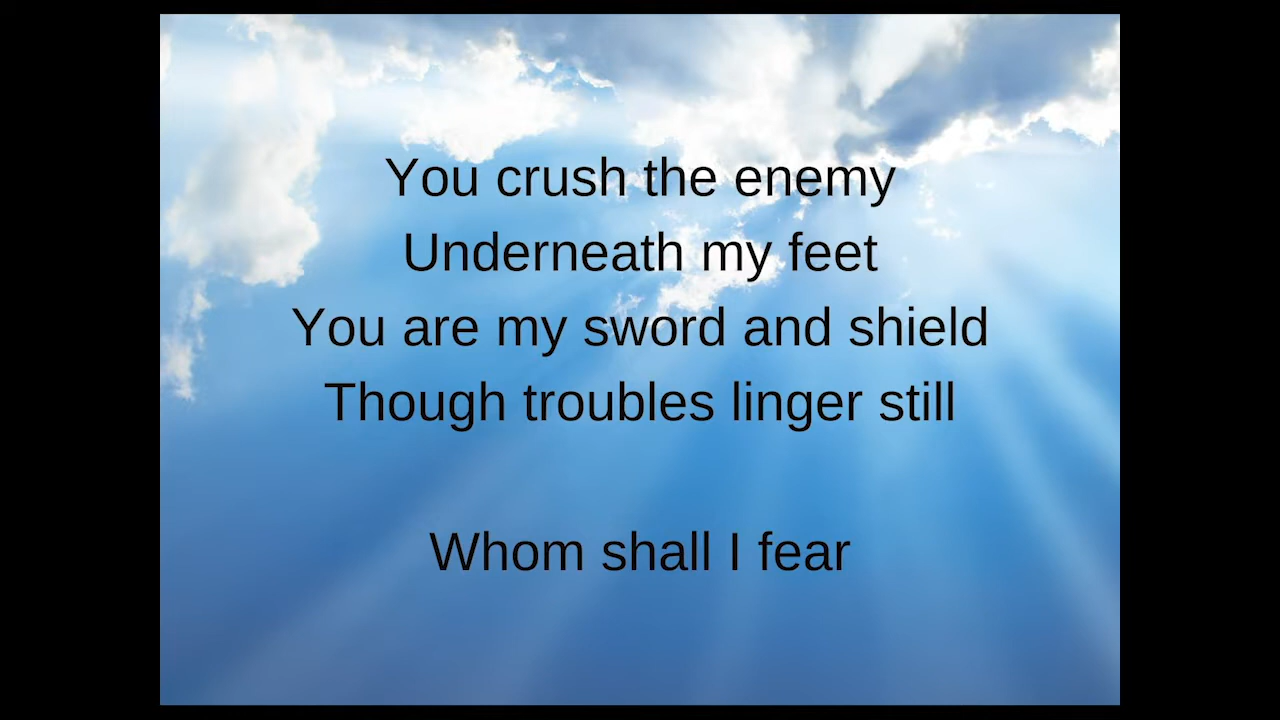 You crush the enemy
Underneath my feet
You are my sword and shield
Though troubles linger still
Whom shall I fear